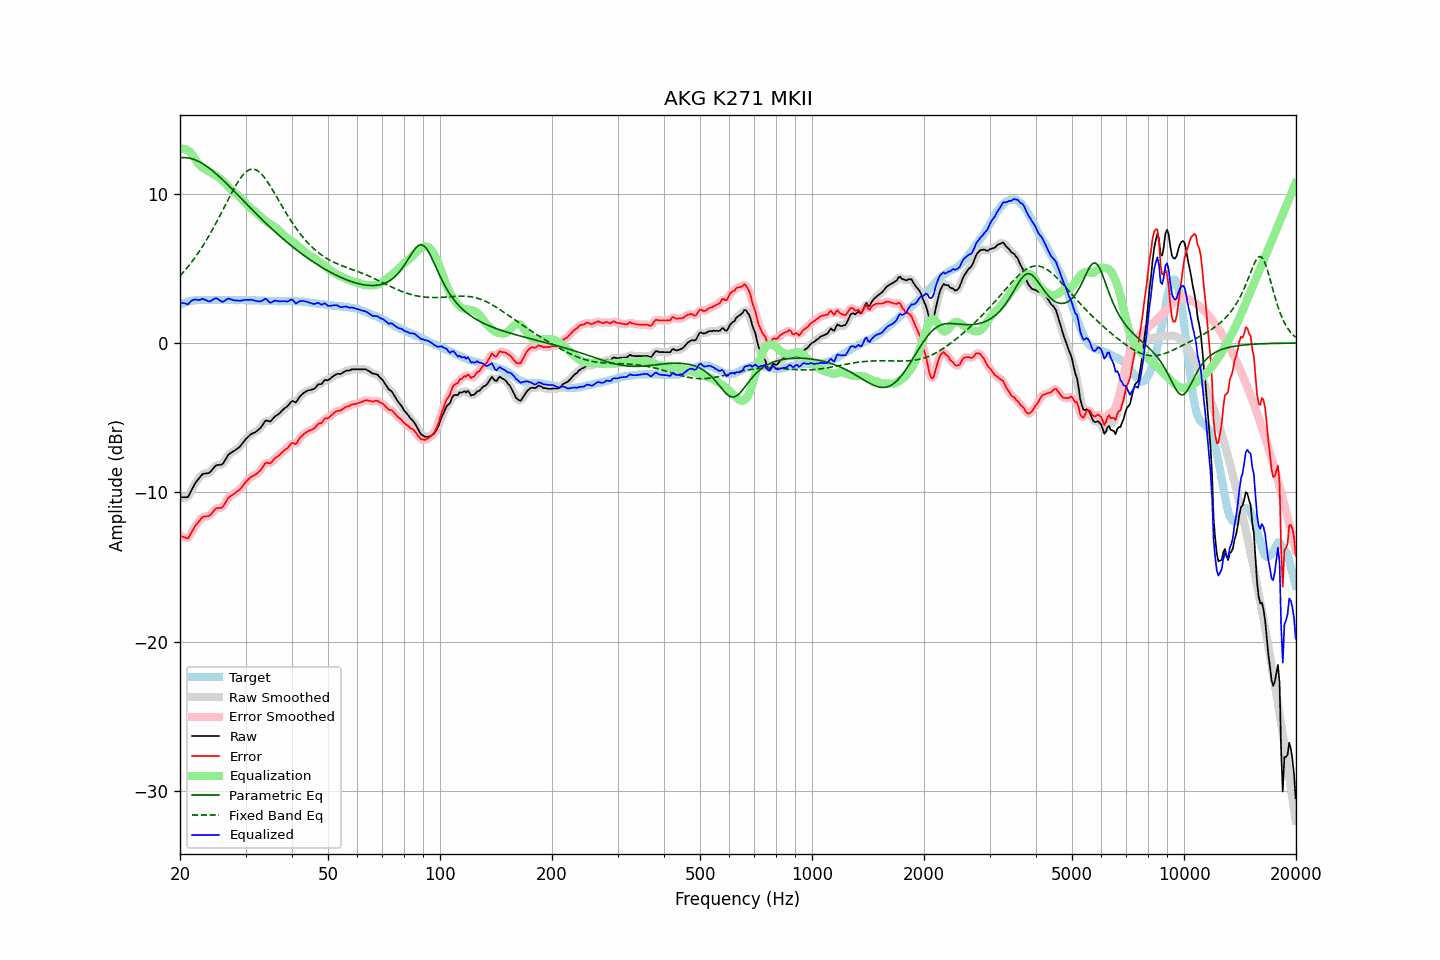 AKG K271 MKII
Amplitude (dBr)
10
0
−10
−20
−30
Target
Raw Smoothed
Error Smoothed
Raw
Error
Equalization
Parametric Eq
Fixed Band Eq
Equalized
20 50 100 200 500 1000 2000 5000 10000 20000
Frequency (Hz)